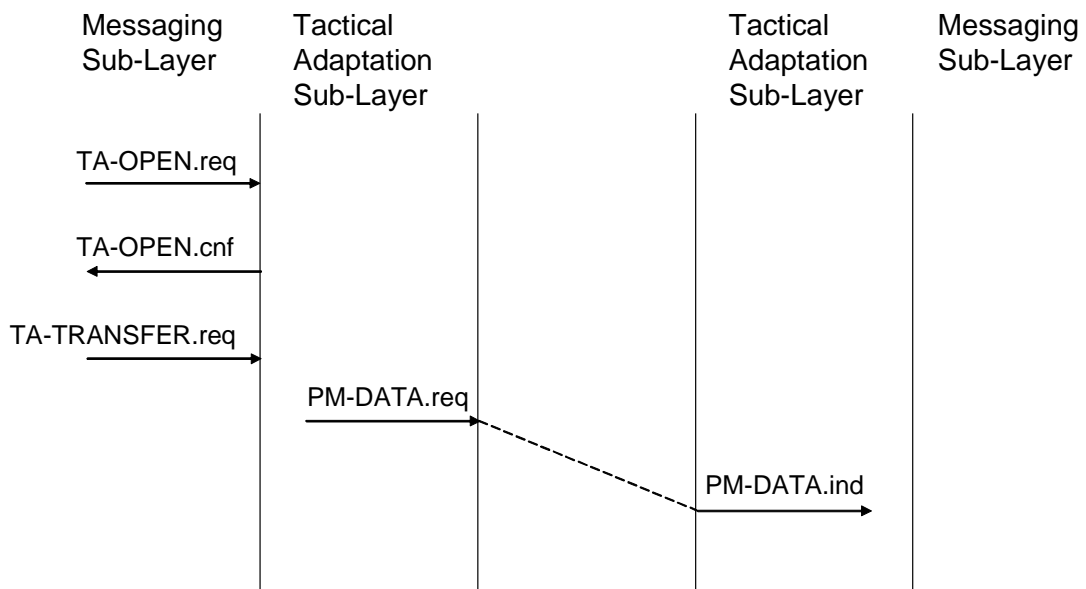 Messaging
Sub-Layer
Tactical
Adaptation
Sub-Layer
Tactical
Adaptation
Sub-Layer
Messaging
Sub-Layer
TA-OPEN.req
TA-OPEN.cnf
TA-TRANSFER.req
PM-DATA.req
PM-DATA.ind